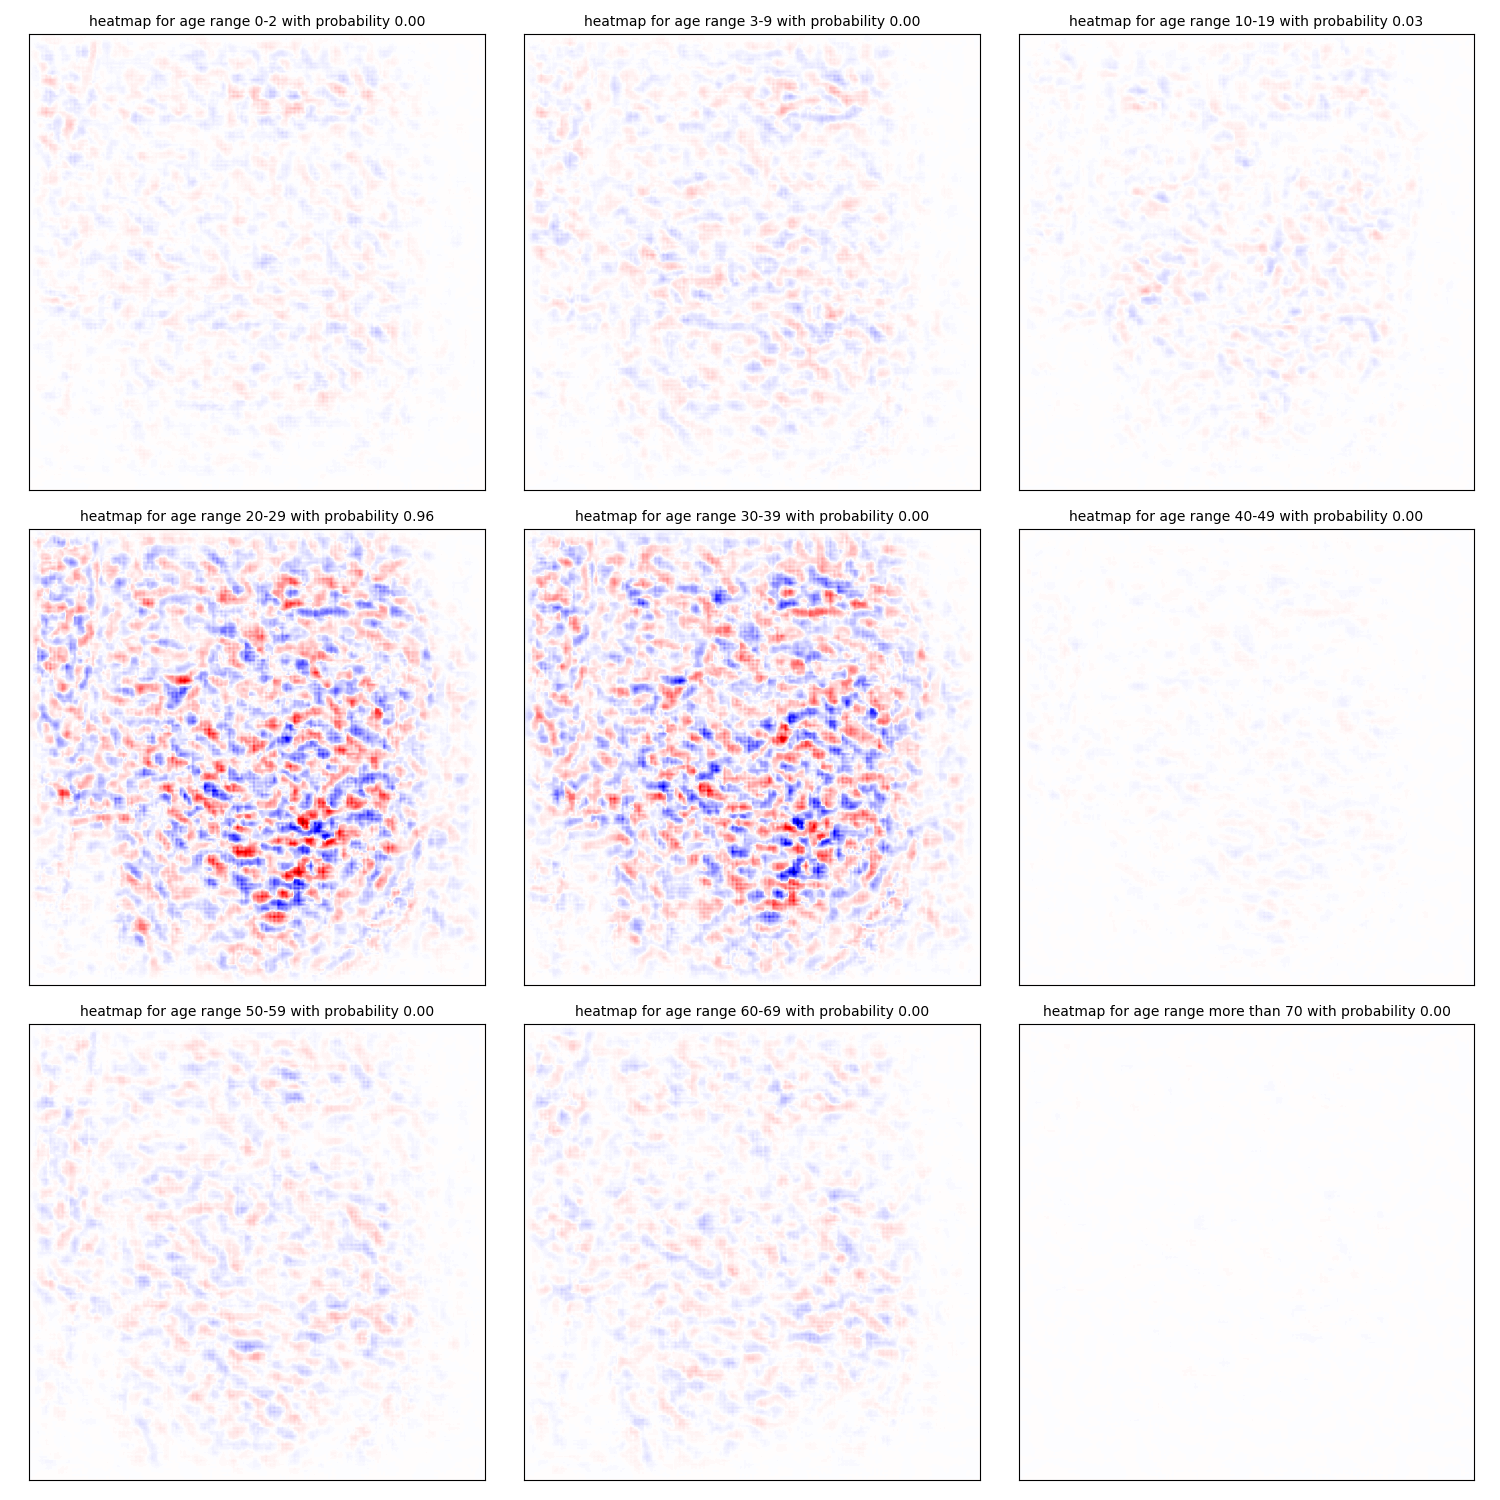 heatmap for age range 0-2 with probability 0.00
heatmap for age range 3-9 with probability 0.00
heatmap for age range 10-19 with probability 0.03
heatmap for age range 20-29 with probability 0.96
heatmap for age range 30-39 with probability 0.00
heatmap for age range 40-49 with probability 0.00
heatmap for age range 50-59 with probability 0.00
heatmap for age range 60-69 with probability 0.00
heatmap for age range more than 70 with probability 0.00